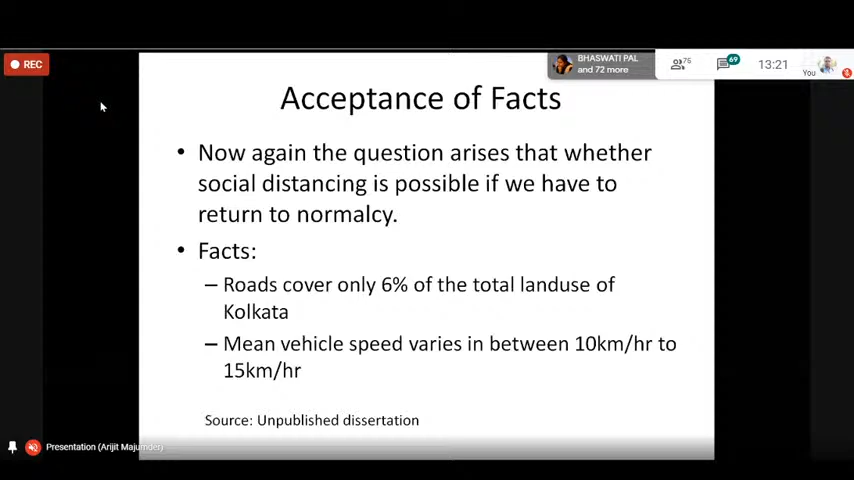 REC
BHASWATI PAL
and 72 more
75
69
13:21
You
Acceptance of Facts
• Now again the question arises that whether
social distancing is possible if we have to
return to normalcy.
• Facts:
– Roads cover only 6% of the total landuse of
Kolkata
– Mean vehicle speed varies in between 10km/hr to
15km/hr
Source: Unpublished dissertation
Presentation (Arijit Majumder)